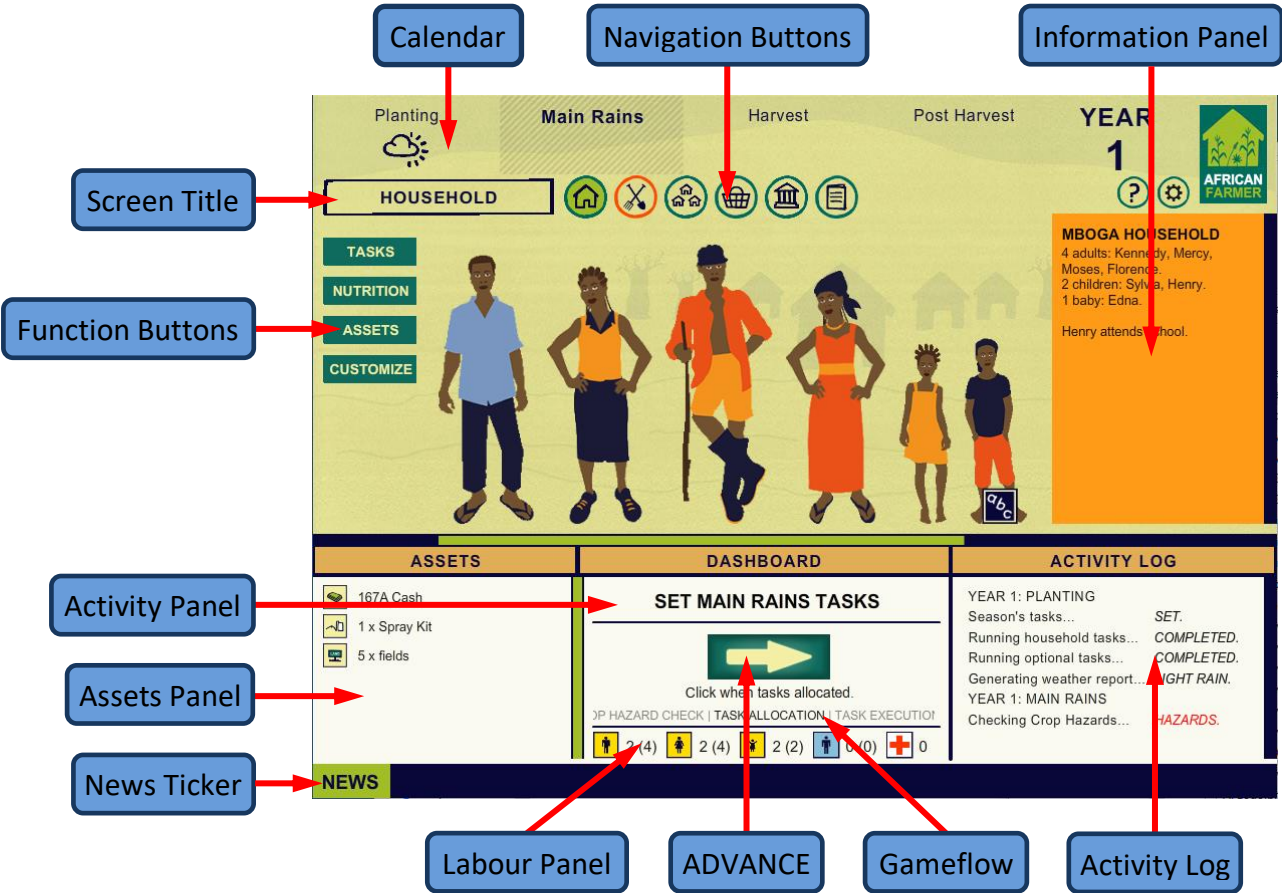 Calendar
Navigation Buttons
Information Panel
Planting
Main Rains
Harvest
Post Harvest
YEAR
1
AFRICAN
FARMER
Screen Title
HOUSEHOLD
?
TASKS
NUTRITION
ASSETS
CUSTOMIZE
Function Buttons
MBOGA HOUSEHOLD
4 adults: Kennedy, Mercy,
Moses, Florence.
2 children: Sylvia, Henry.
1 baby: Edna.
Henry attends school.
abc
ASSETS
DASHBOARD
ACTIVITY LOG
Activity Panel
167A Cash
1 x Spray Kit
5 x fields
Assets Panel
SET MAIN RAINS TASKS
Click when tasks allocated.
OP HAZARD CHECK | TASK ALLOCATION | TASK EXECUTION
2 (4) 2 (4) 2 (2) 0 (0) 0
YEAR 1: PLANTING
Season's tasks... SET.
Running household tasks... COMPLETED.
Running optional tasks... COMPLETED.
Generating weather report... LIGHT RAIN.
YEAR 1: MAIN RAINS
Checking Crop Hazards... HAZARDS.
News Ticker
NEWS
Labour Panel
ADVANCE
Gameflow
Activity Log